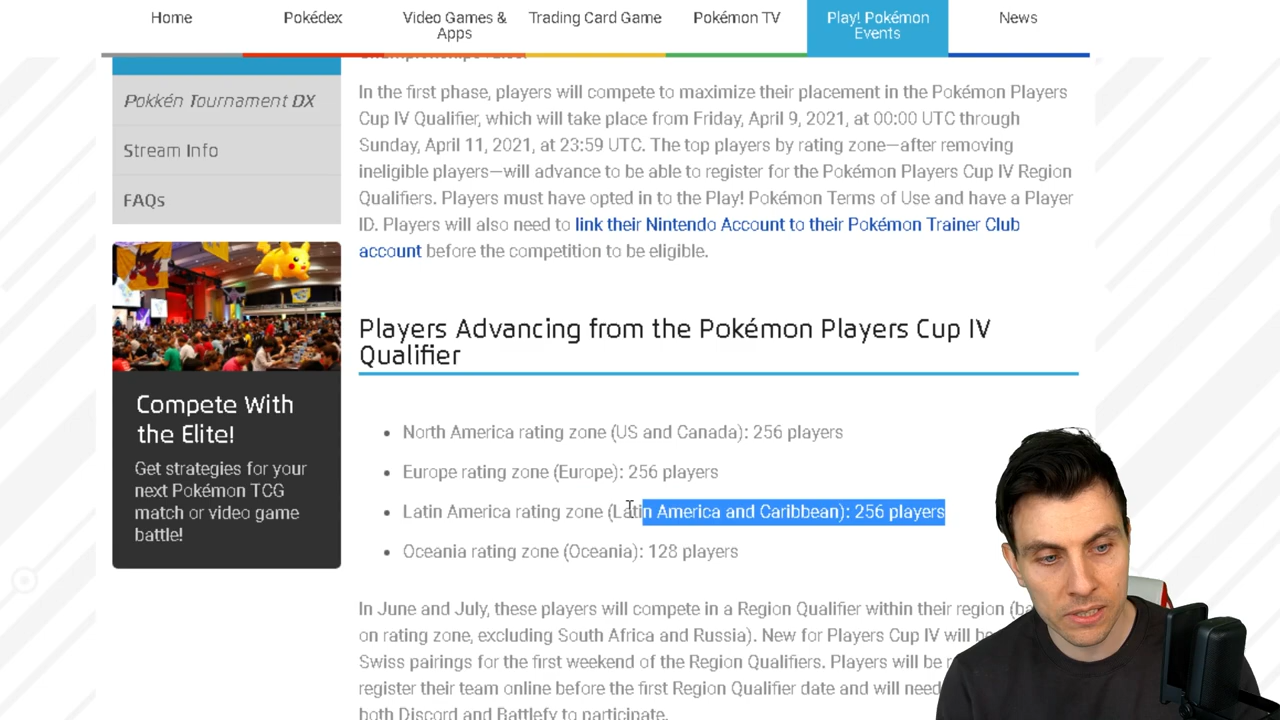 Home
Pokédex
Video Games &
Apps
Trading Card Game
Pokémon TV
Play! Pokémon
Events
News
Pokkén Tournament DX
Stream Info
FAQs
Compete With
the Elite!
Get strategies for your
next Pokémon TCG
match or video game
battle!
In the first phase, players will compete to maximize their placement in the Pokémon Players
Cup IV Qualifier, which will take place from Friday, April 9, 2021, at 00:00 UTC through
Sunday, April 11, 2021, at 23:59 UTC. The top players by rating zone—after removing
ineligible players—will advance to be able to register for the Pokémon Players Cup IV Region
Qualifiers. Players must have opted in to the Play! Pokémon Terms of Use and have a Player
ID. Players will also need to link their Nintendo Account to their Pokémon Trainer Club
account before the competition to be eligible.
Players Advancing from the Pokémon Players Cup IV
Qualifier
• North America rating zone (US and Canada): 256 players
• Europe rating zone (Europe): 256 players
• Latin America rating zone (Latin America and Caribbean): 256 players
• Oceania rating zone (Oceania): 128 players
In June and July, these players will compete in a Region Qualifier within their region
on rating zone, excluding South Africa and Russia). New for Players Cup IV will
Swiss pairings for the first weekend of the Region Qualifiers. Players will be
register their team online before the first Region Qualifier date and will need
both Discord and Battlefy to participate.